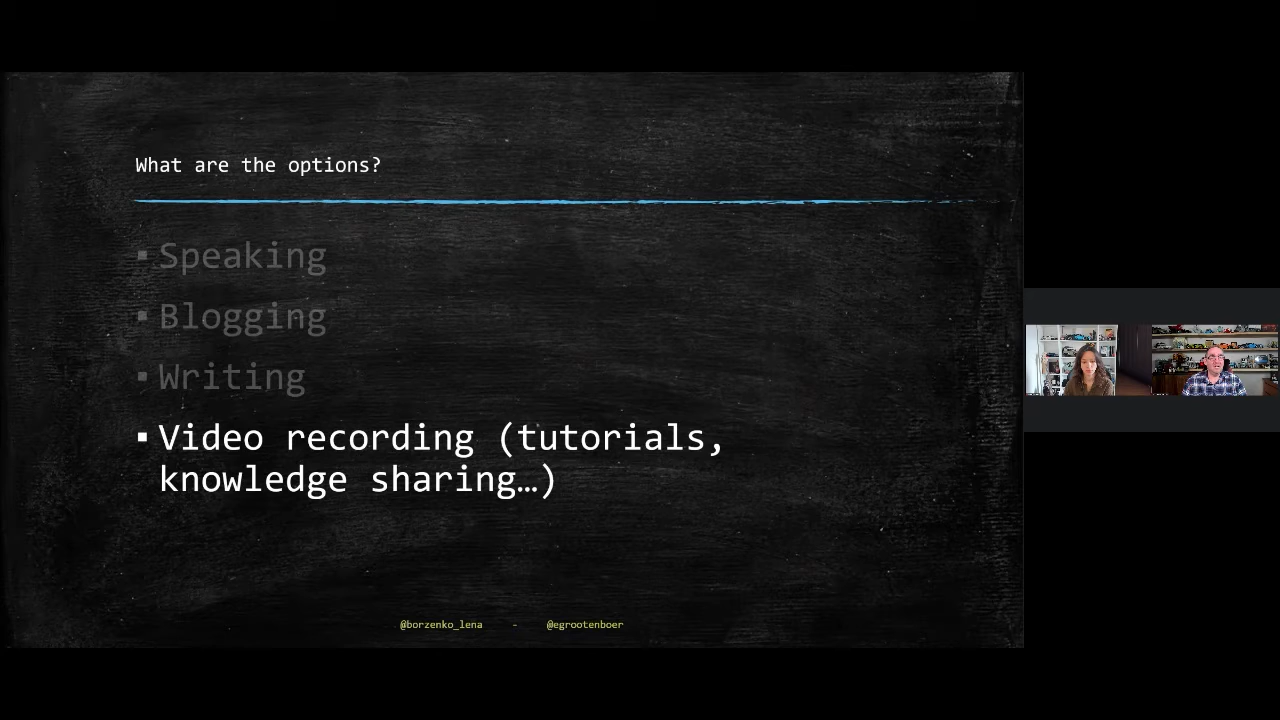 What are the options?
▪ Speaking
▪ Blogging
▪ Writing
▪ Video recording (tutorials,
knowledge sharing…)
@borzenko_lena - @egrootenboer